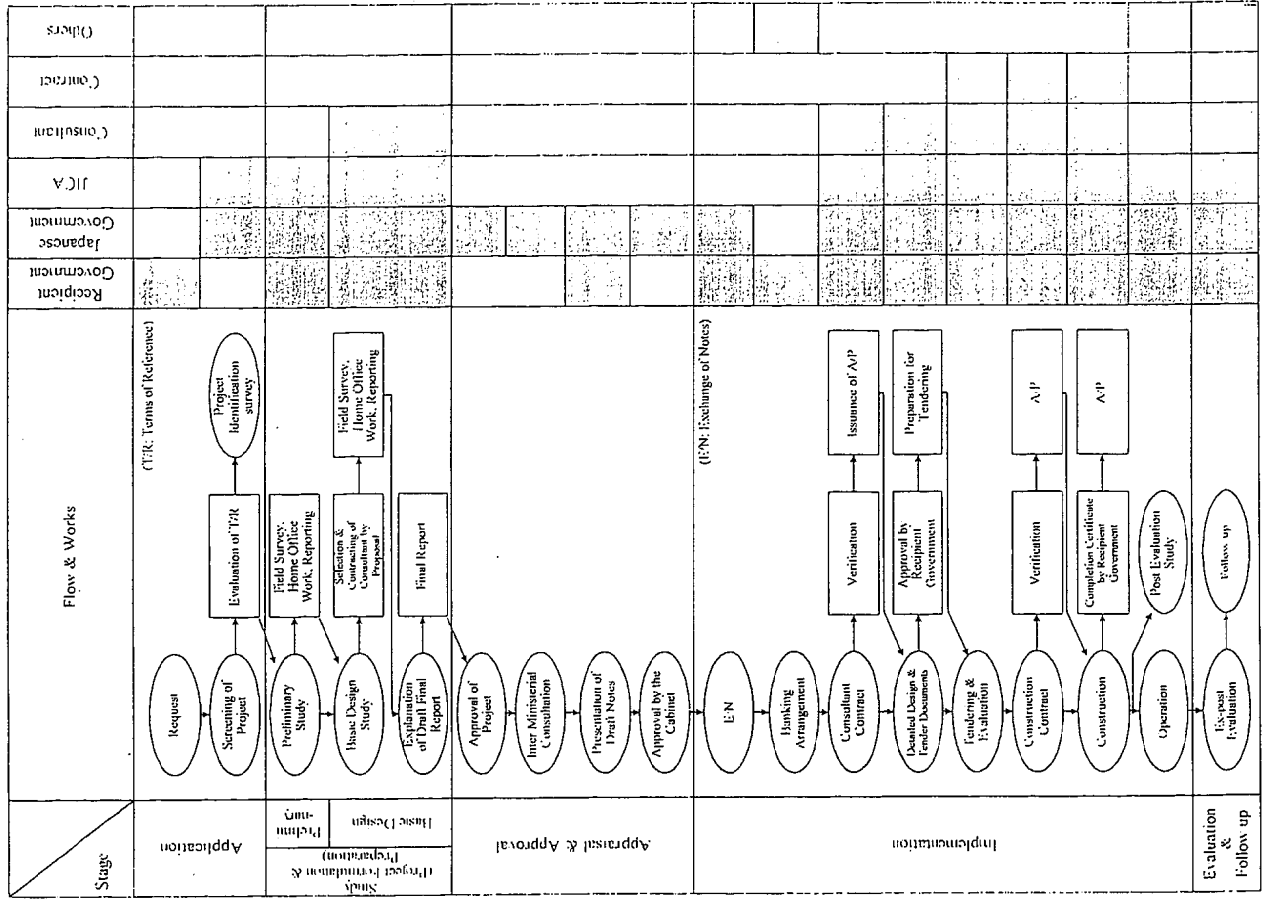 Stage
Flow & Works
Recipient
Government
Japanese
Government
JICA
Consultant
Contract
Others
Application
(T/R: Terms of Reference)
Request
Screening of
Project
Evaluation of T/R
Project
Identification
survey
Study
(Project Formulation &
Preparation)
Prelimi
-nary
Preliminary
Study
Field Survey,
Home Office
Work, Reporting
Basic Design
Basic Design
Study
Selection &
Contracting of
Consultant by
Proposal
Field Survey,
Home Office
Work, Reporting
Explanation
of Draft Final
Report
Final Report
Appraisal & Approval
Approval of
Project
Inter Ministerial
Consultation
Presentation of
Draft Notes
Approval by the
Cabinet
Implementation
(E/N: Exchange of Notes)
E/N
Banking
Arrangement
Consultant
Contract
Verification
Issuance of A/P
Detailed Design &
Tender Documents
Approval by
Recipient
Government
Preparation for
Tendering
Tendering &
Evaluation
Construction
Contract
Verification
A/P
Construction
Completion Certificate
by Recipient
Government
A/P
Operation
Post Evaluation
Study
Evaluation
&
Follow up
Ex-post
Evaluation
Follow up